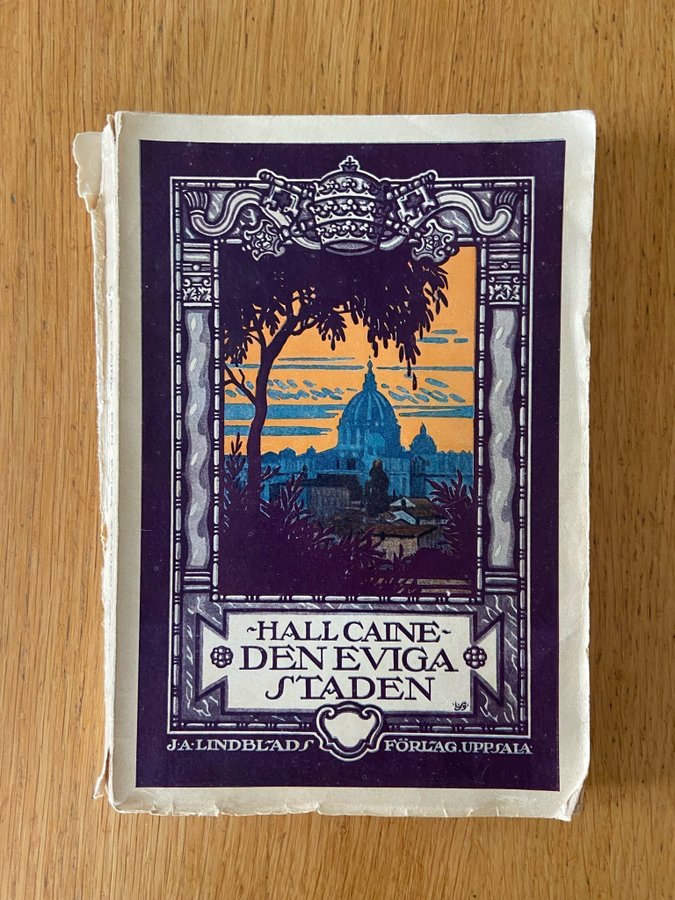 ~HALL CAINE~
DEN EVIGA
STADEN
J.A. LINDBLADS FÖRLAG. UPPSALA